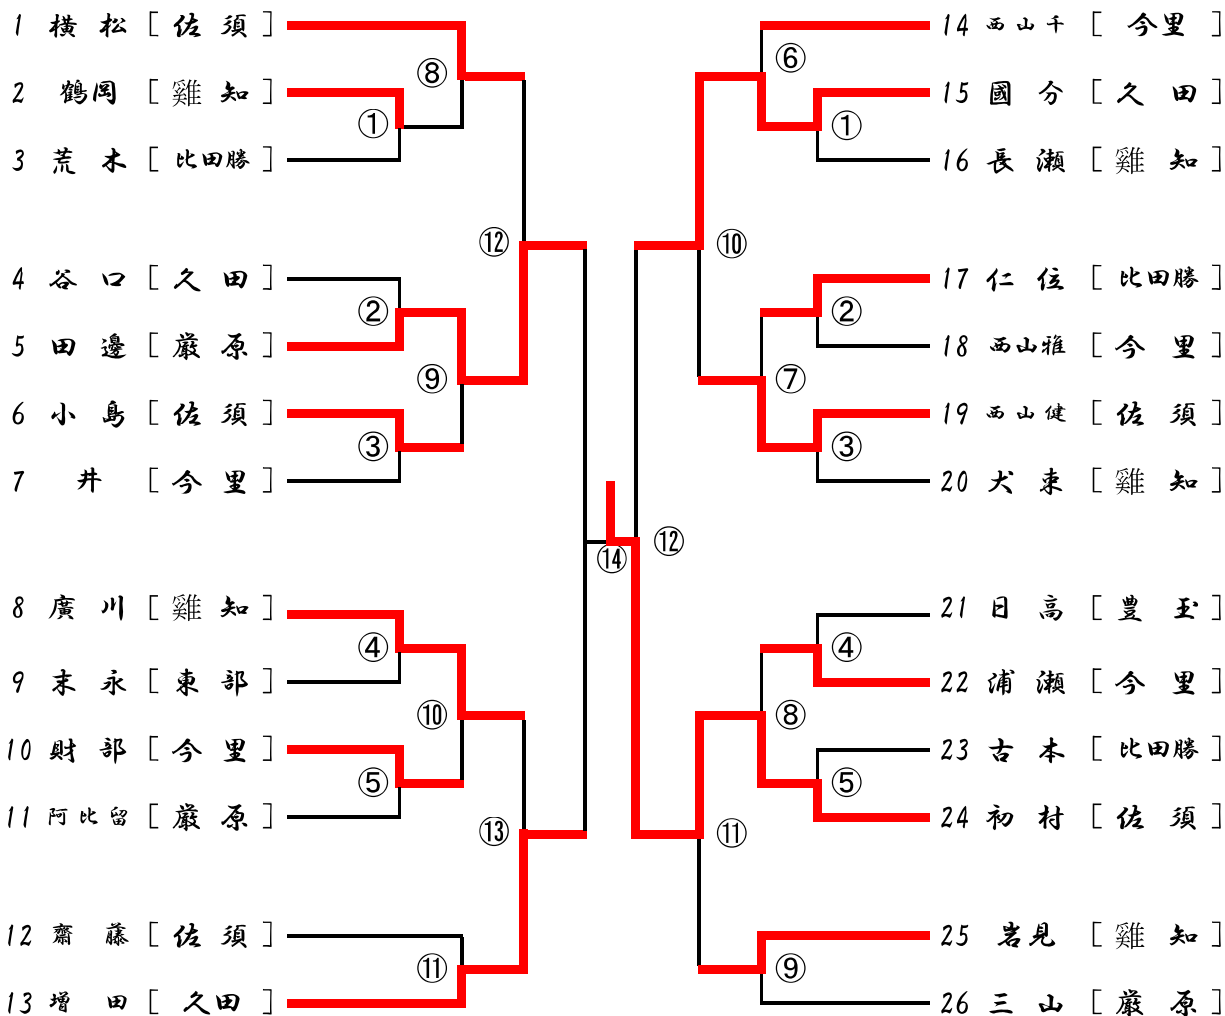 1 横 松 [ 佐 須 ]
2 鶴岡 [ 雞 知 ]
3 荒 木 [ 比田勝 ]
4 谷 口 [ 久 田 ]
5 田 邊 [ 厳 原 ]
6 小 島 [ 佐 須 ]
7 井 [ 今 里 ]
8 廣 川 [ 雞 知 ]
9 末 永 [ 東 部 ]
10 財 部 [ 今 里 ]
11 阿比留 [ 厳 原 ]
12 齋 藤 [ 佐 須 ]
13 増 田 [ 久田 ]
⑧
①
⑫
②
⑨
③
④
⑩
⑤
⑬
⑪
⑭
⑫
⑥
①
⑩
②
⑦
③
④
⑧
⑤
⑪
⑨
14 西山千 [ 今里 ]
15 國 分 [ 久 田 ]
16 長 瀬 [ 雞 知 ]
17 仁 位 [ 比田勝 ]
18 西山雅 [ 今 里 ]
19 西山健 [ 佐 須 ]
20 犬 束 [ 雞 知 ]
21 日 高 [ 豊 玉 ]
22 浦 瀬 [ 今 里 ]
23 古 本 [ 比田勝 ]
24 初 村 [ 佐 須 ]
25 岩見 [ 雞 知 ]
26 三 山 [ 厳 原 ]